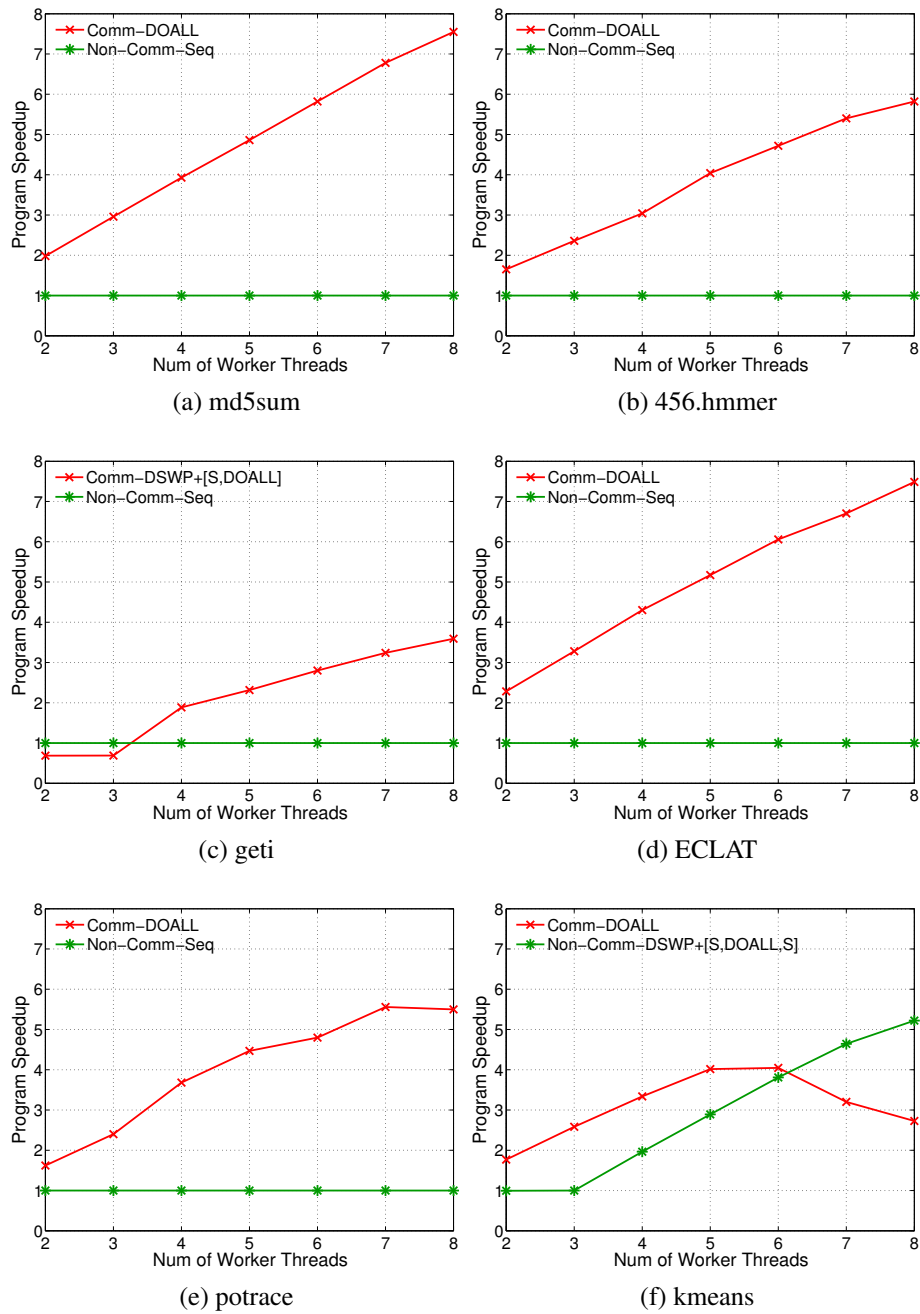 8
7
6
5
4
3
2
1
0
Program Speedup
Comm-DOALL
Non-Comm-Seq
2 3 4 5 6 7 8
Num of Worker Threads
(a) md5sum
8
7
6
5
4
3
2
1
0
Program Speedup
Comm-DOALL
Non-Comm-Seq
2 3 4 5 6 7 8
Num of Worker Threads
(b) 456.hmmer
8
7
6
5
4
3
2
1
0
Program Speedup
Comm-DSWP+[S,DOALL]
Non-Comm-Seq
2 3 4 5 6 7 8
Num of Worker Threads
(c) geti
8
7
6
5
4
3
2
1
0
Program Speedup
Comm-DOALL
Non-Comm-Seq
2 3 4 5 6 7 8
Num of Worker Threads
(d) ECLAT
8
7
6
5
4
3
2
1
0
Program Speedup
Comm-DOALL
Non-Comm-Seq
2 3 4 5 6 7 8
Num of Worker Threads
(e) potrace
8
7
6
5
4
3
2
1
0
Program Speedup
Comm-DOALL
Non-Comm-DSWP+[S,DOALL,S]
2 3 4 5 6 7 8
Num of Worker Threads
(f) kmeans